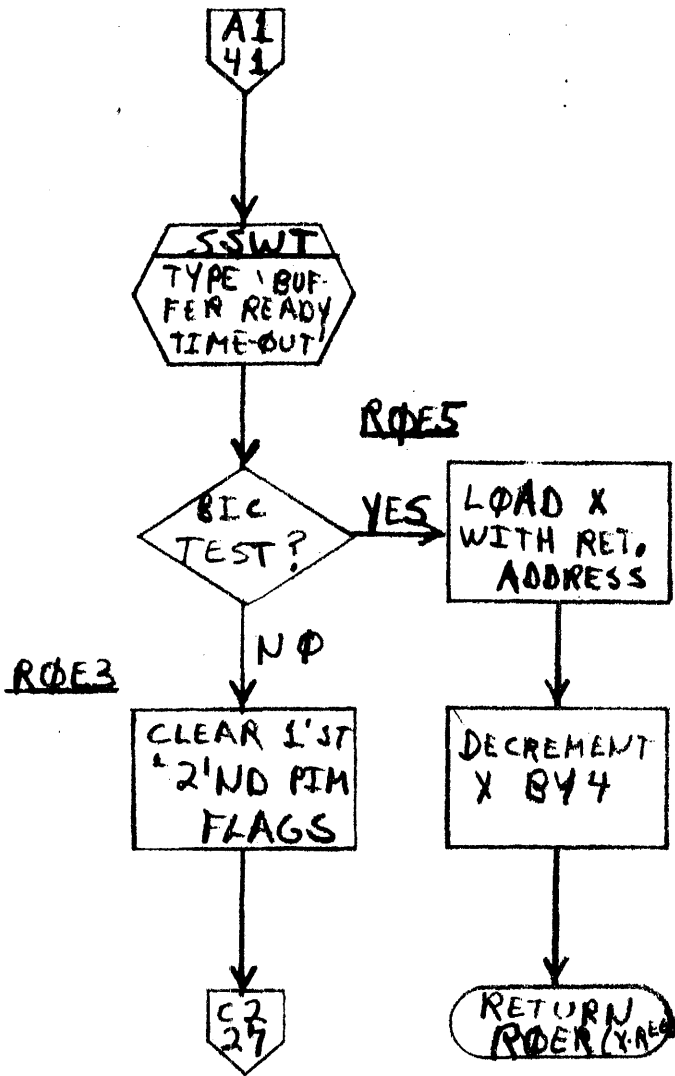 A1
41
SSWT
TYPE 'BUF-
FER READY
TIME-ØUT'
RØE5
BIC
TEST?
YES
LØAD X
WITH RET.
ADDRESS
NØ
RØE3
CLEAR 1'ST
& 2'ND PIM
FLAGS
DECREMENT
X BY 4
C2
27
RETURN
RØER (X-REG